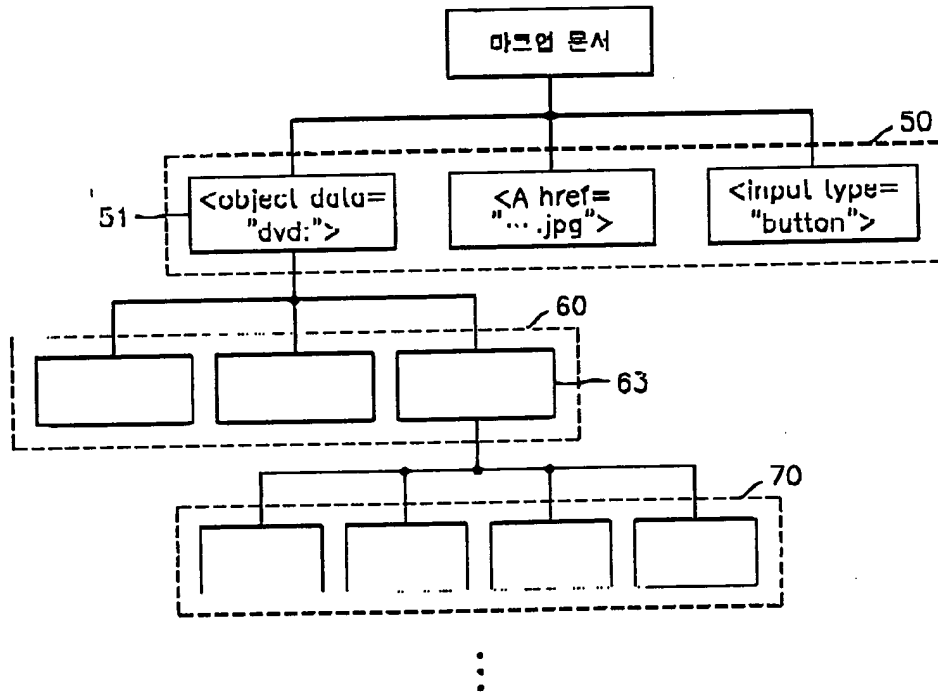 마크업 문서
50
51
<object data=
"dvd:">
<A href=
"··· .jpg">
<input type=
"button">
60
63
70